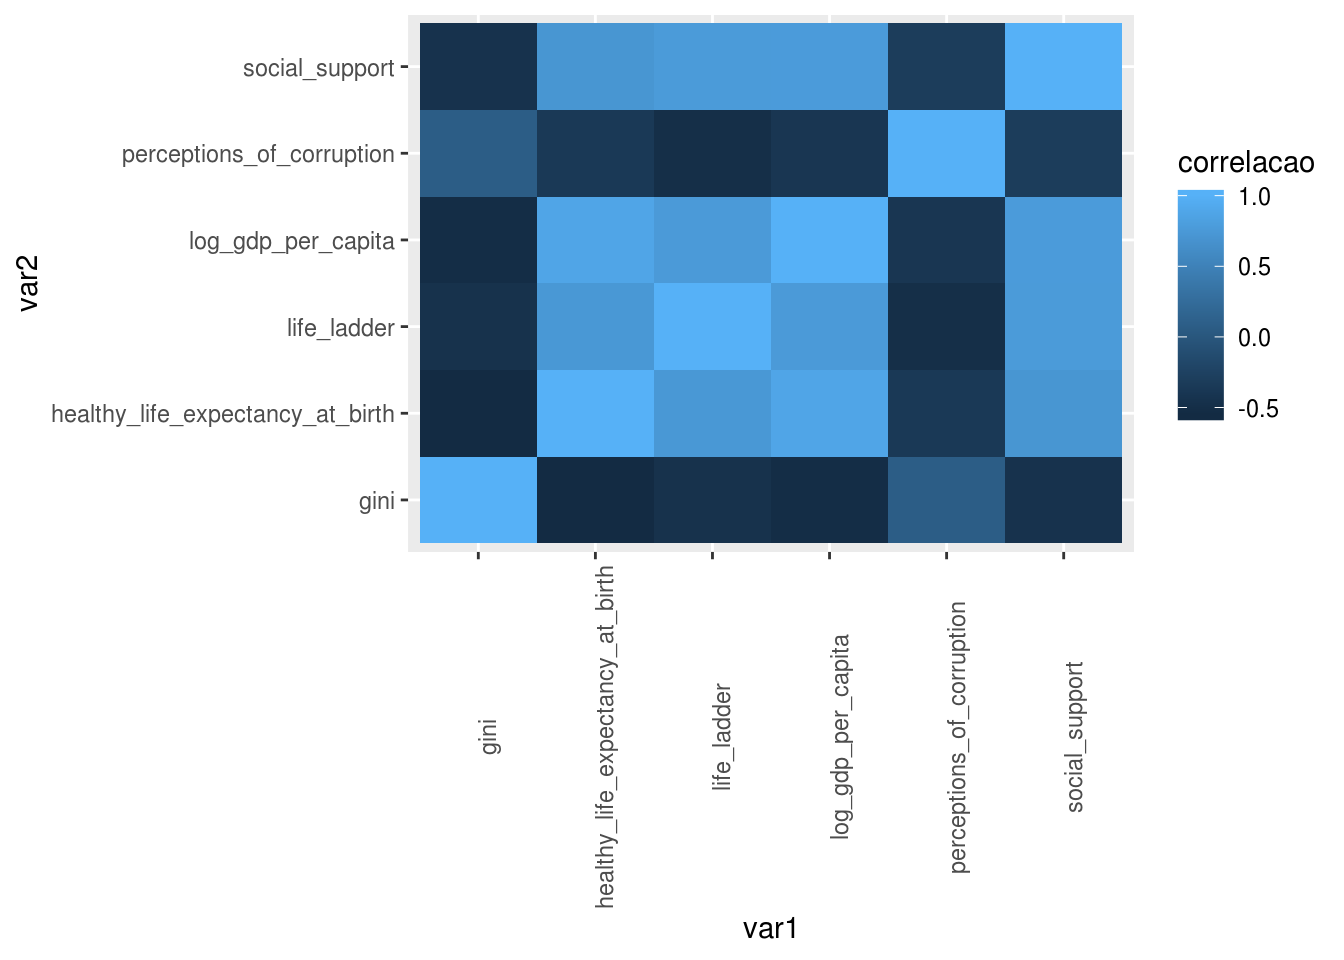 social_support
perceptions_of_corruption
log_gdp_per_capita
life_ladder
healthy_life_expectancy_at_birth
gini
var2
gini
healthy_life_expectancy_at_birth
life_ladder
log_gdp_per_capita
perceptions_of_corruption
social_support
var1
correlacao
1.0
0.5
0.0
-0.5